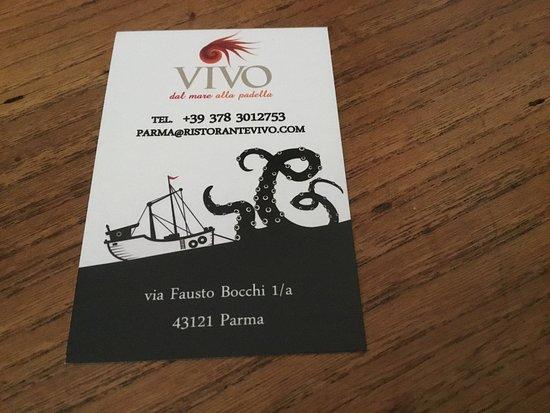 VIVO
dal mare alla padella
TEL. +39 378 3012753
PARMA@RISTORANTEVIVO.COM
via Fausto Bocchi 1/a
43121 Parma